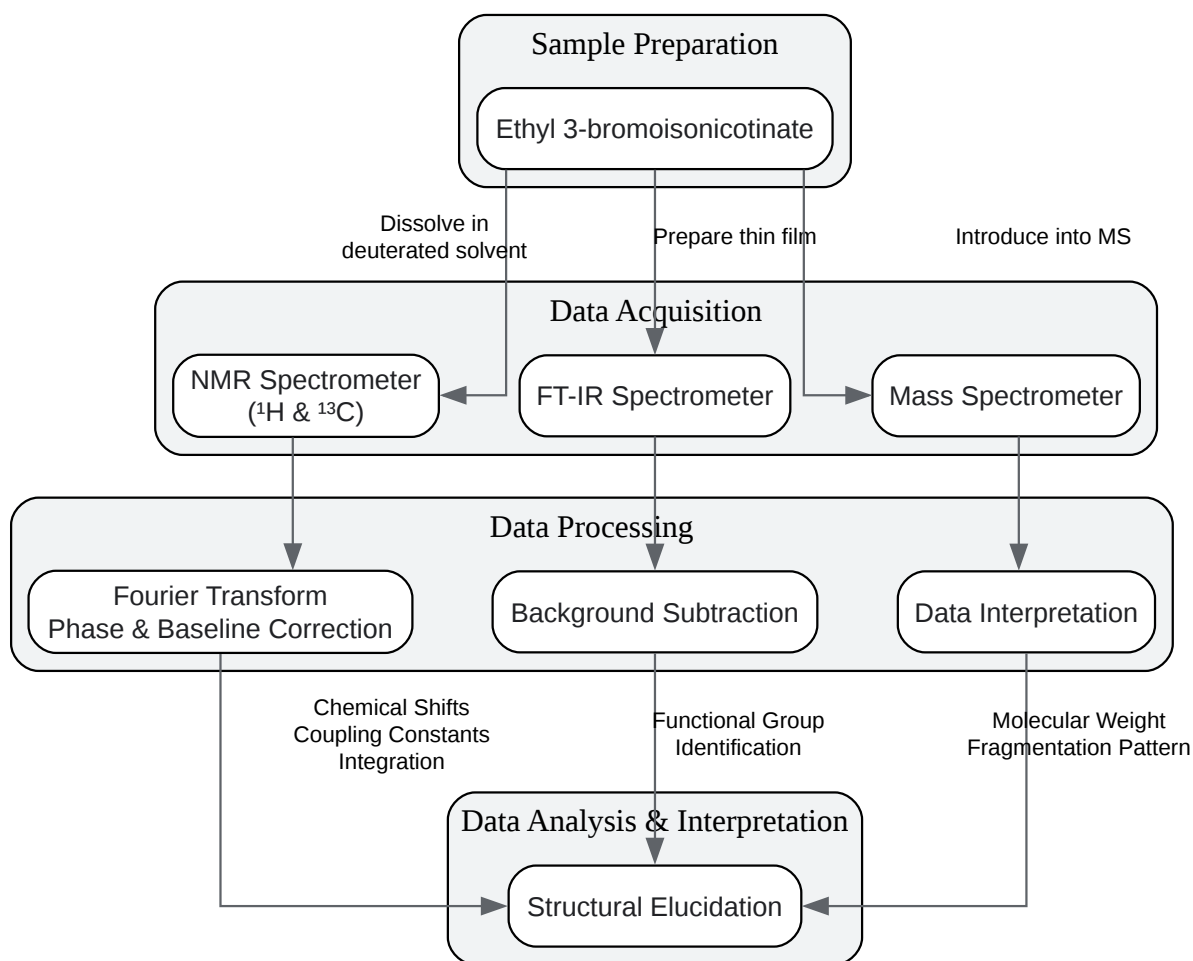 Sample Preparation
Ethyl 3-bromoisonicotinate
Dissolve in
deuterated solvent
Prepare thin film
Introduce into MS
Data Acquisition
NMR Spectrometer
(¹H & ¹³C)
FT-IR Spectrometer
Mass Spectrometer
Data Processing
Fourier Transform
Phase & Baseline Correction
Background Subtraction
Data Interpretation
Chemical Shifts
Coupling Constants
Integration
Functional Group
Identification
Molecular Weight
Fragmentation Pattern
Data Analysis & Interpretation
Structural Elucidation